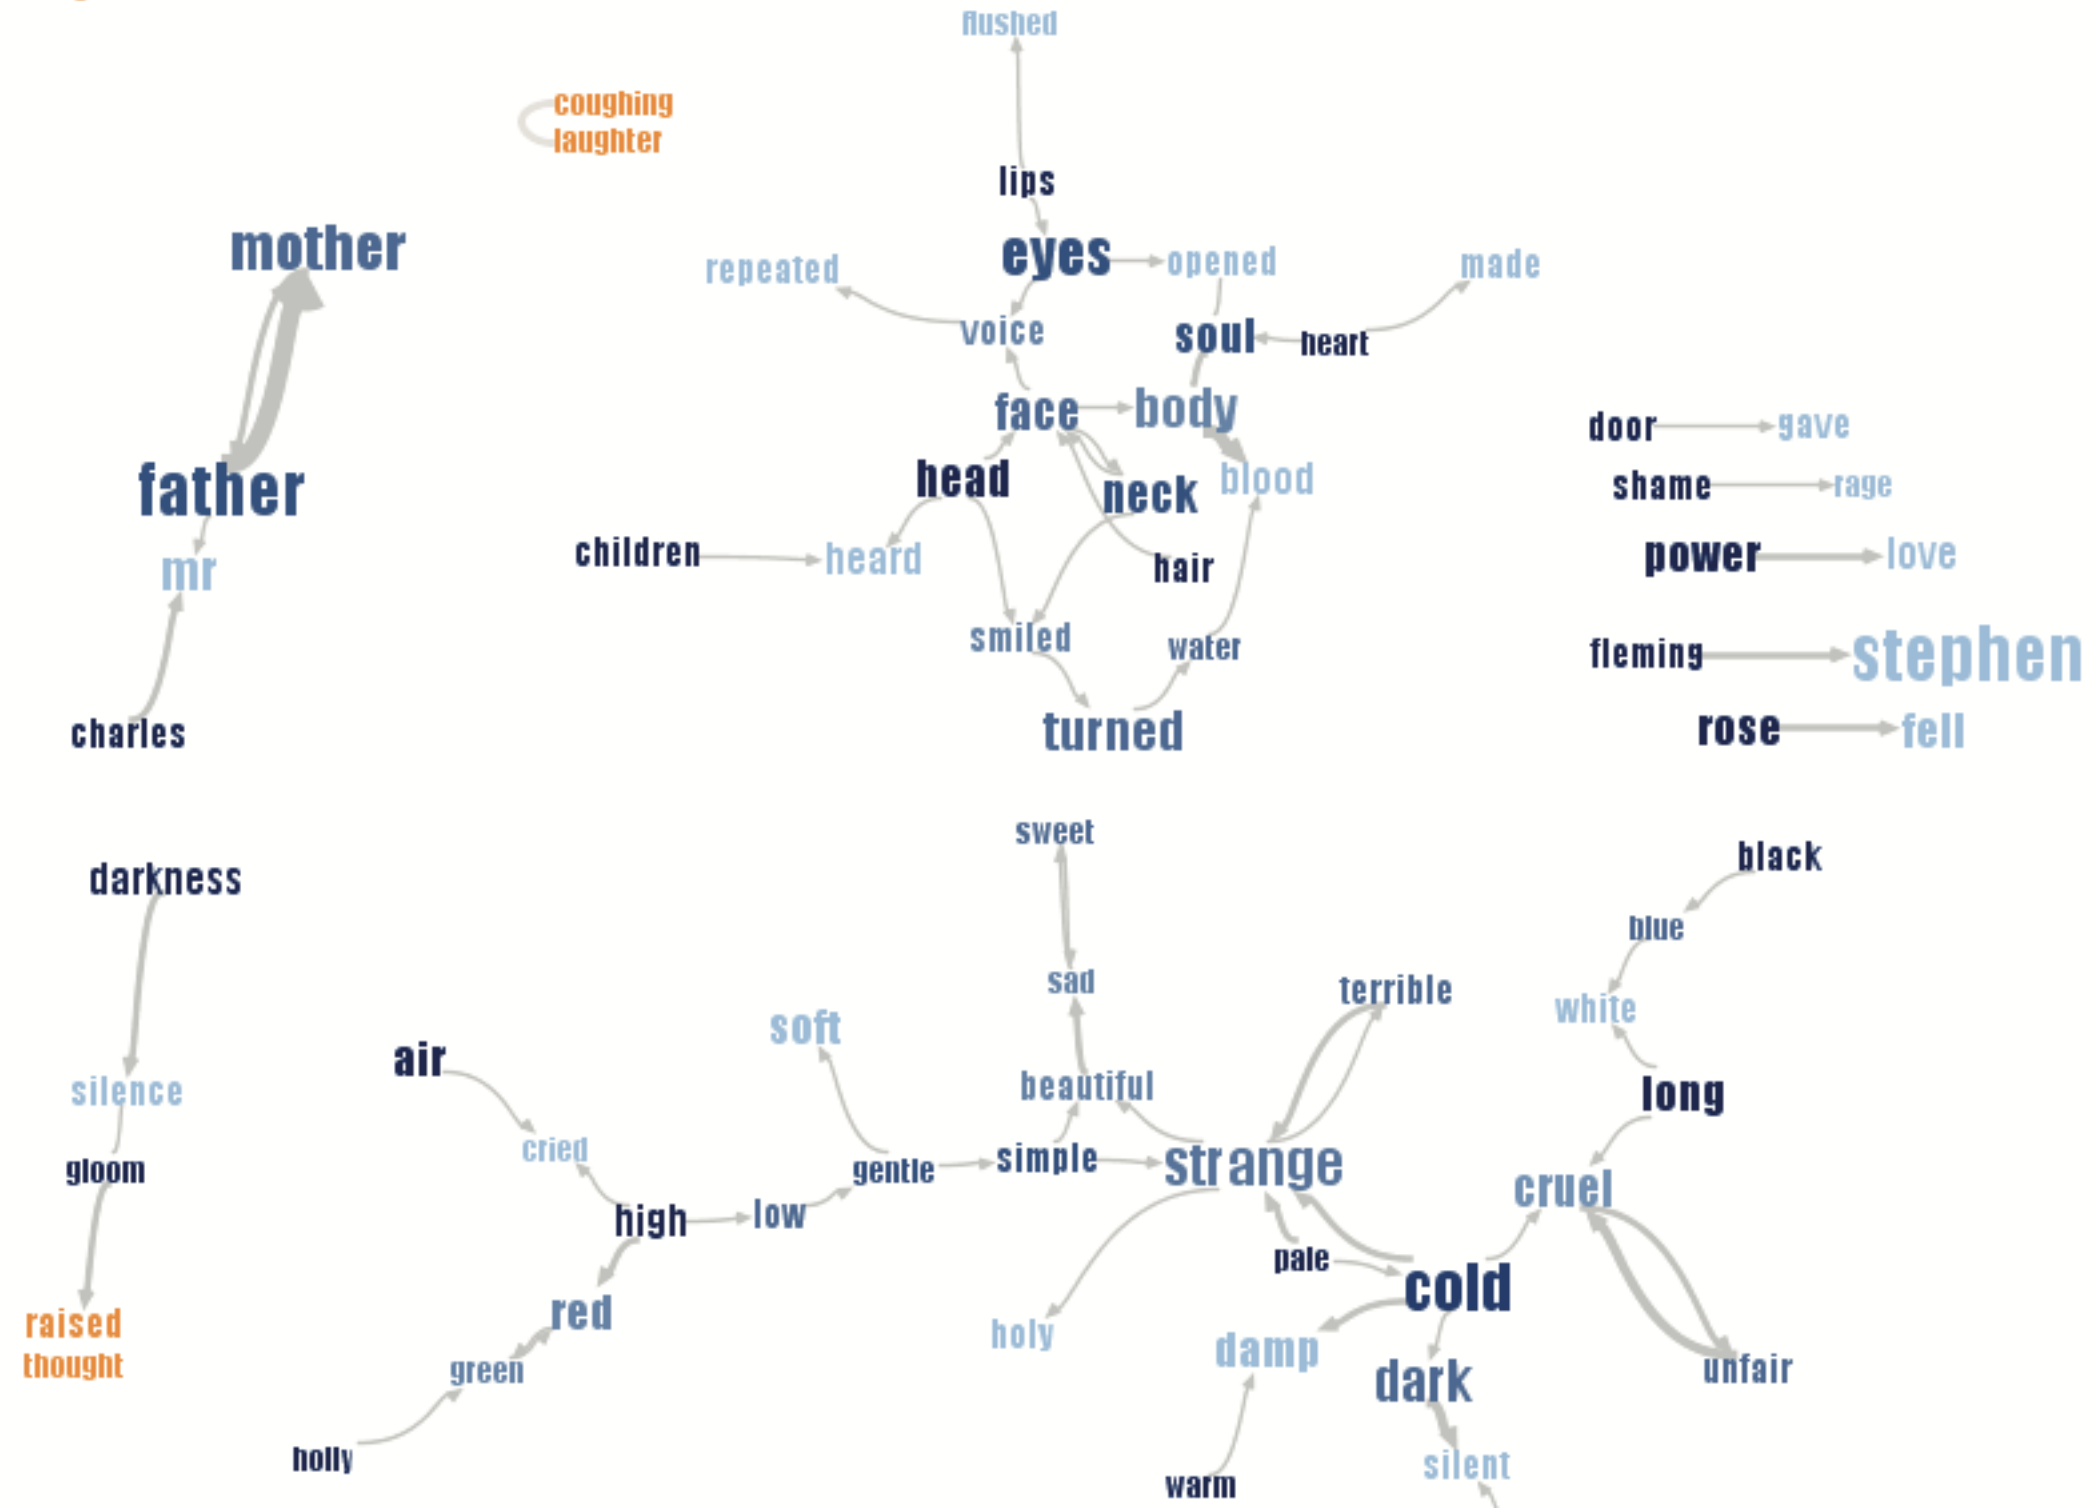 flushed
coughing
laughter
lips
mother
eyes
opened
made
repeated
voice
soul
heart
face
body
door
gave
head
neck
blood
father
shame
rage
children
heard
hair
power
love
mr
smiled
water
fleming
stephen
charles
turned
rose
fell
sweet
black
darkness
blue
sad
terrible
white
soft
air
silence
beautiful
long
cried
gloom
gentle
simple
strange
cruel
high
low
pale
cold
raised
thought
red
holy
damp
green
dark
unfair
holly
warm
silent